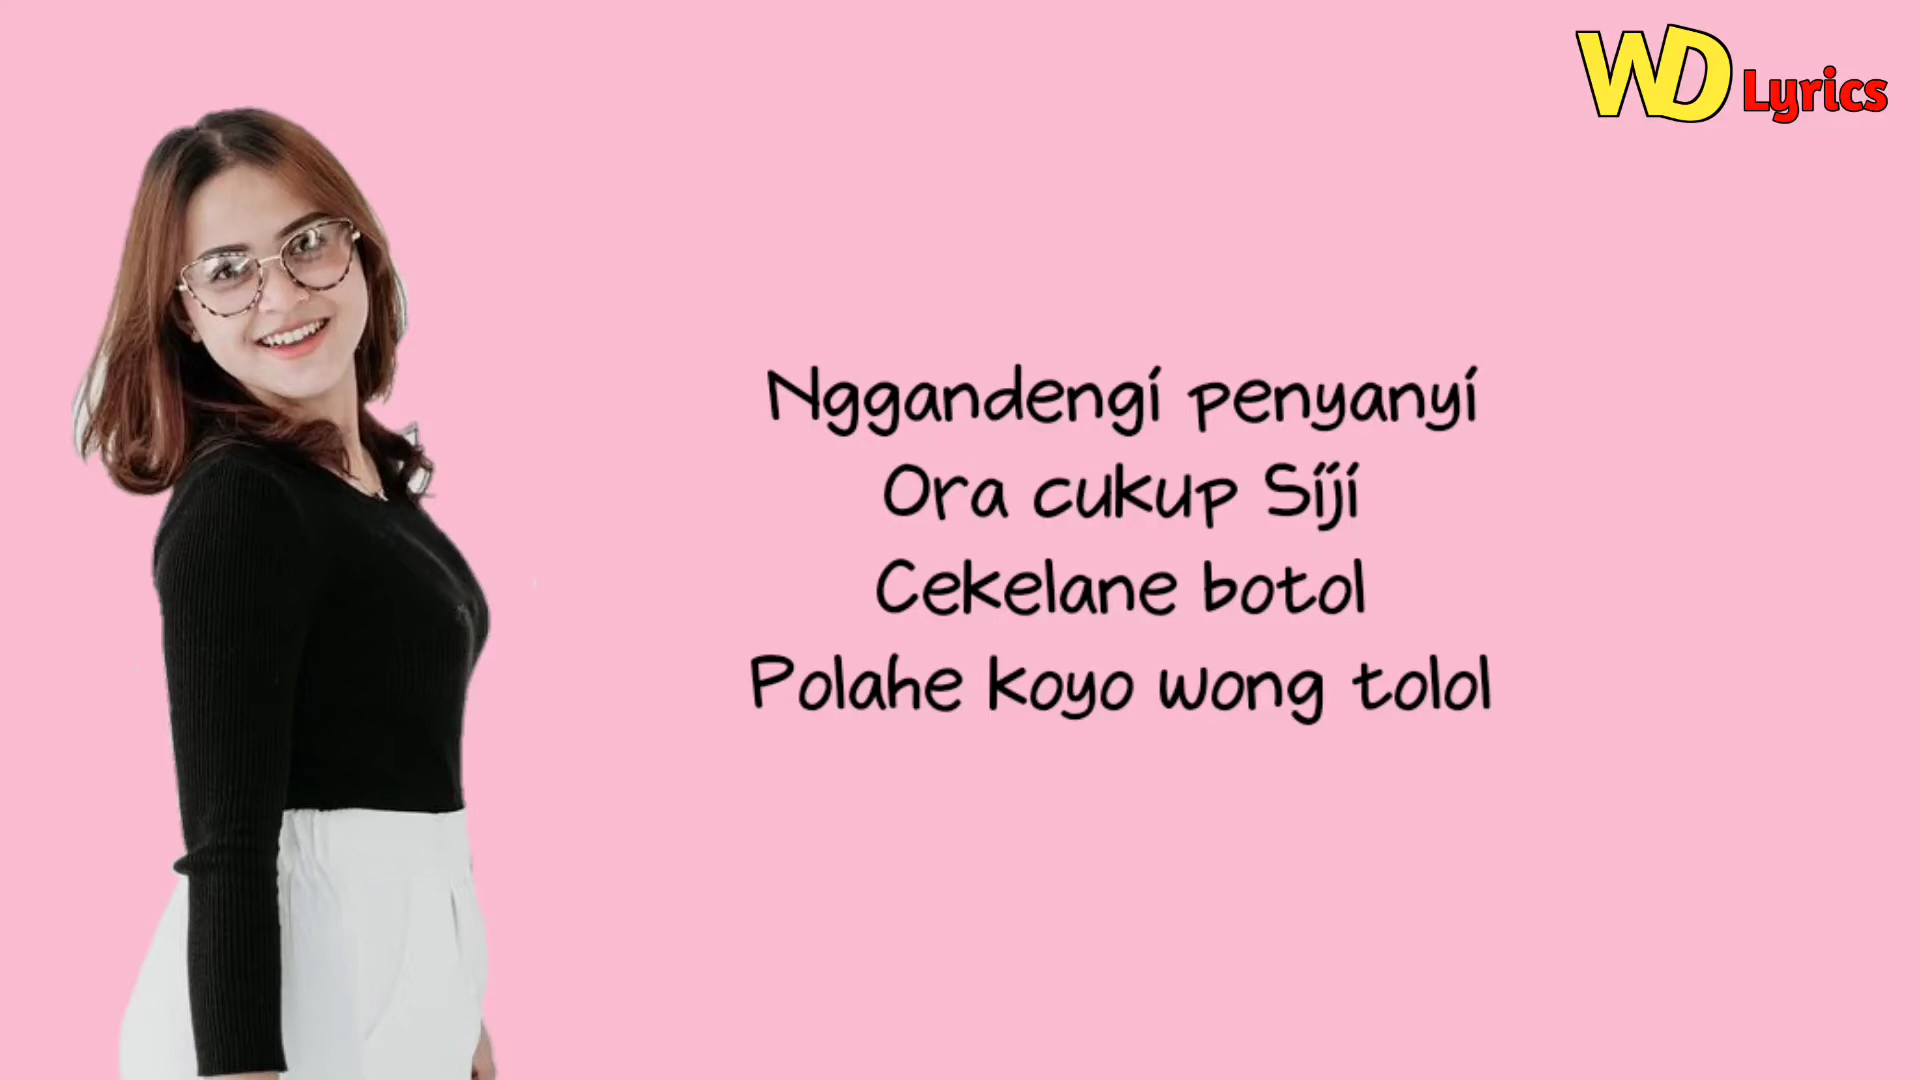 WD Lyrics
Nggandengi penyanyi
Ora cukup Siji
Cekelane botol
Polahe koyo wong tolol